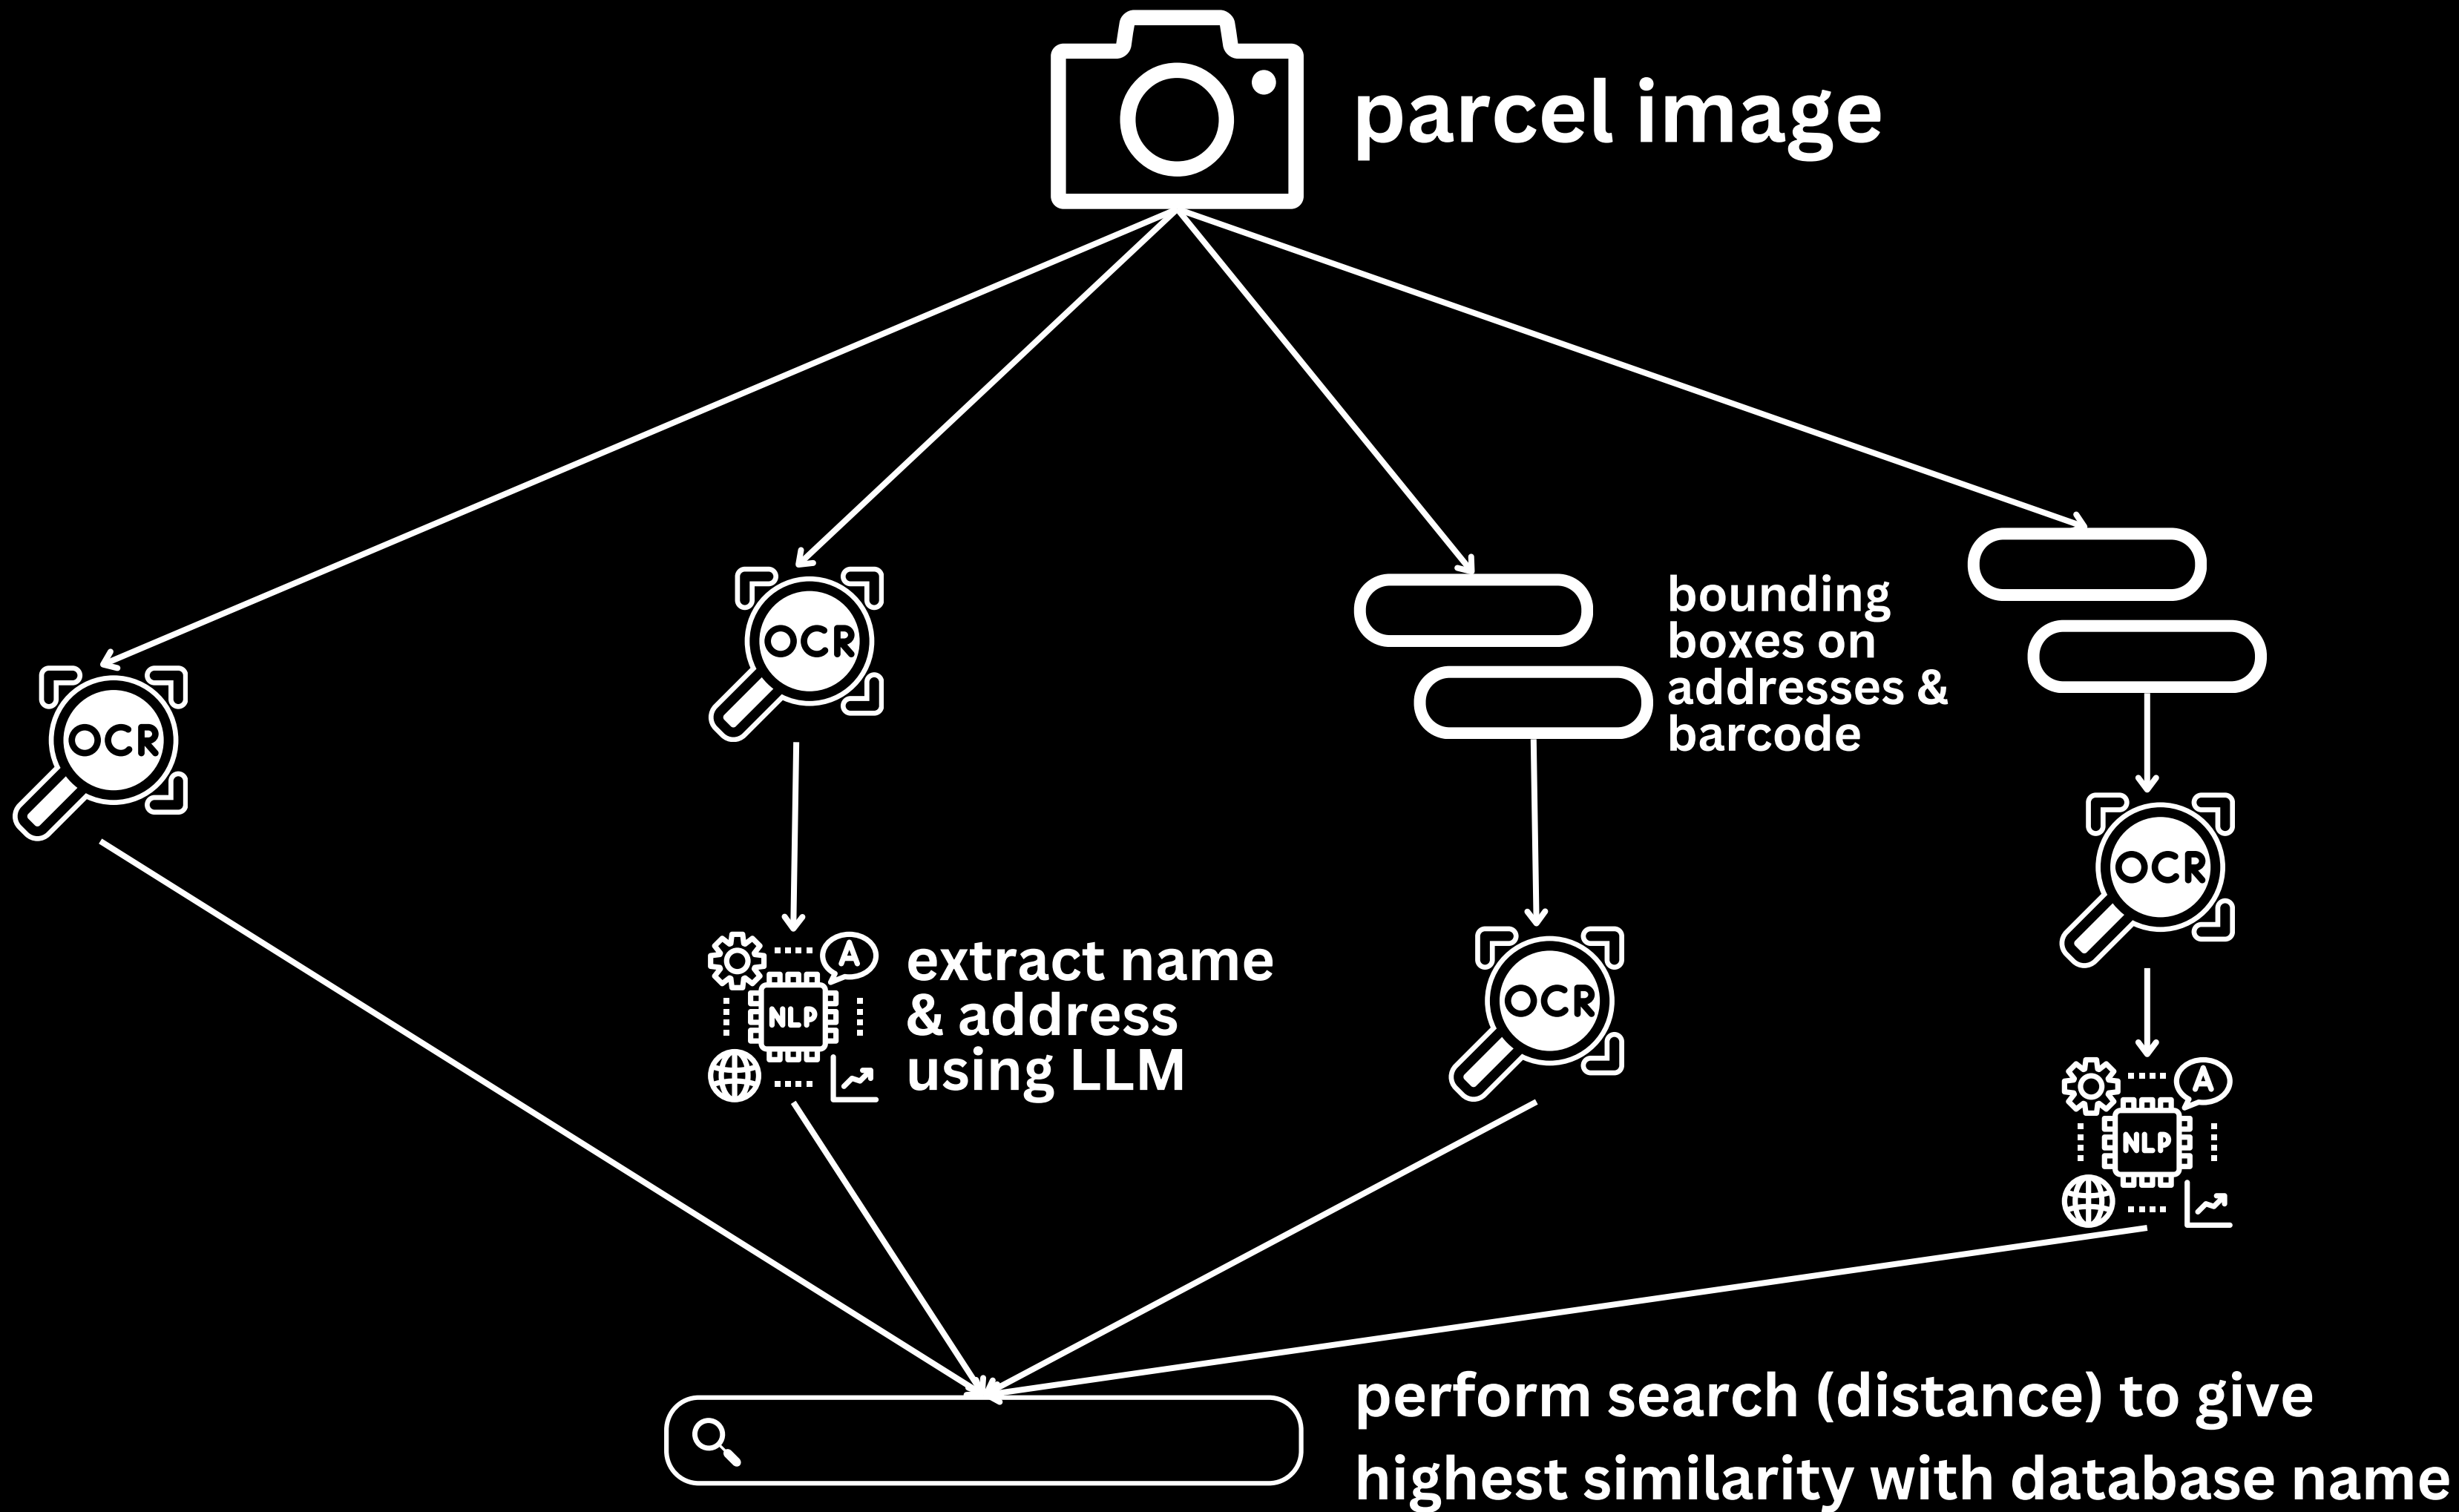 parcel image
OCR
OCR
bounding
boxes on
addresses &
barcode
OCR
A
NLP
extract name
& address
using LLM
OCR
A
NLP
perform search (distance) to give
highest similarity with database name